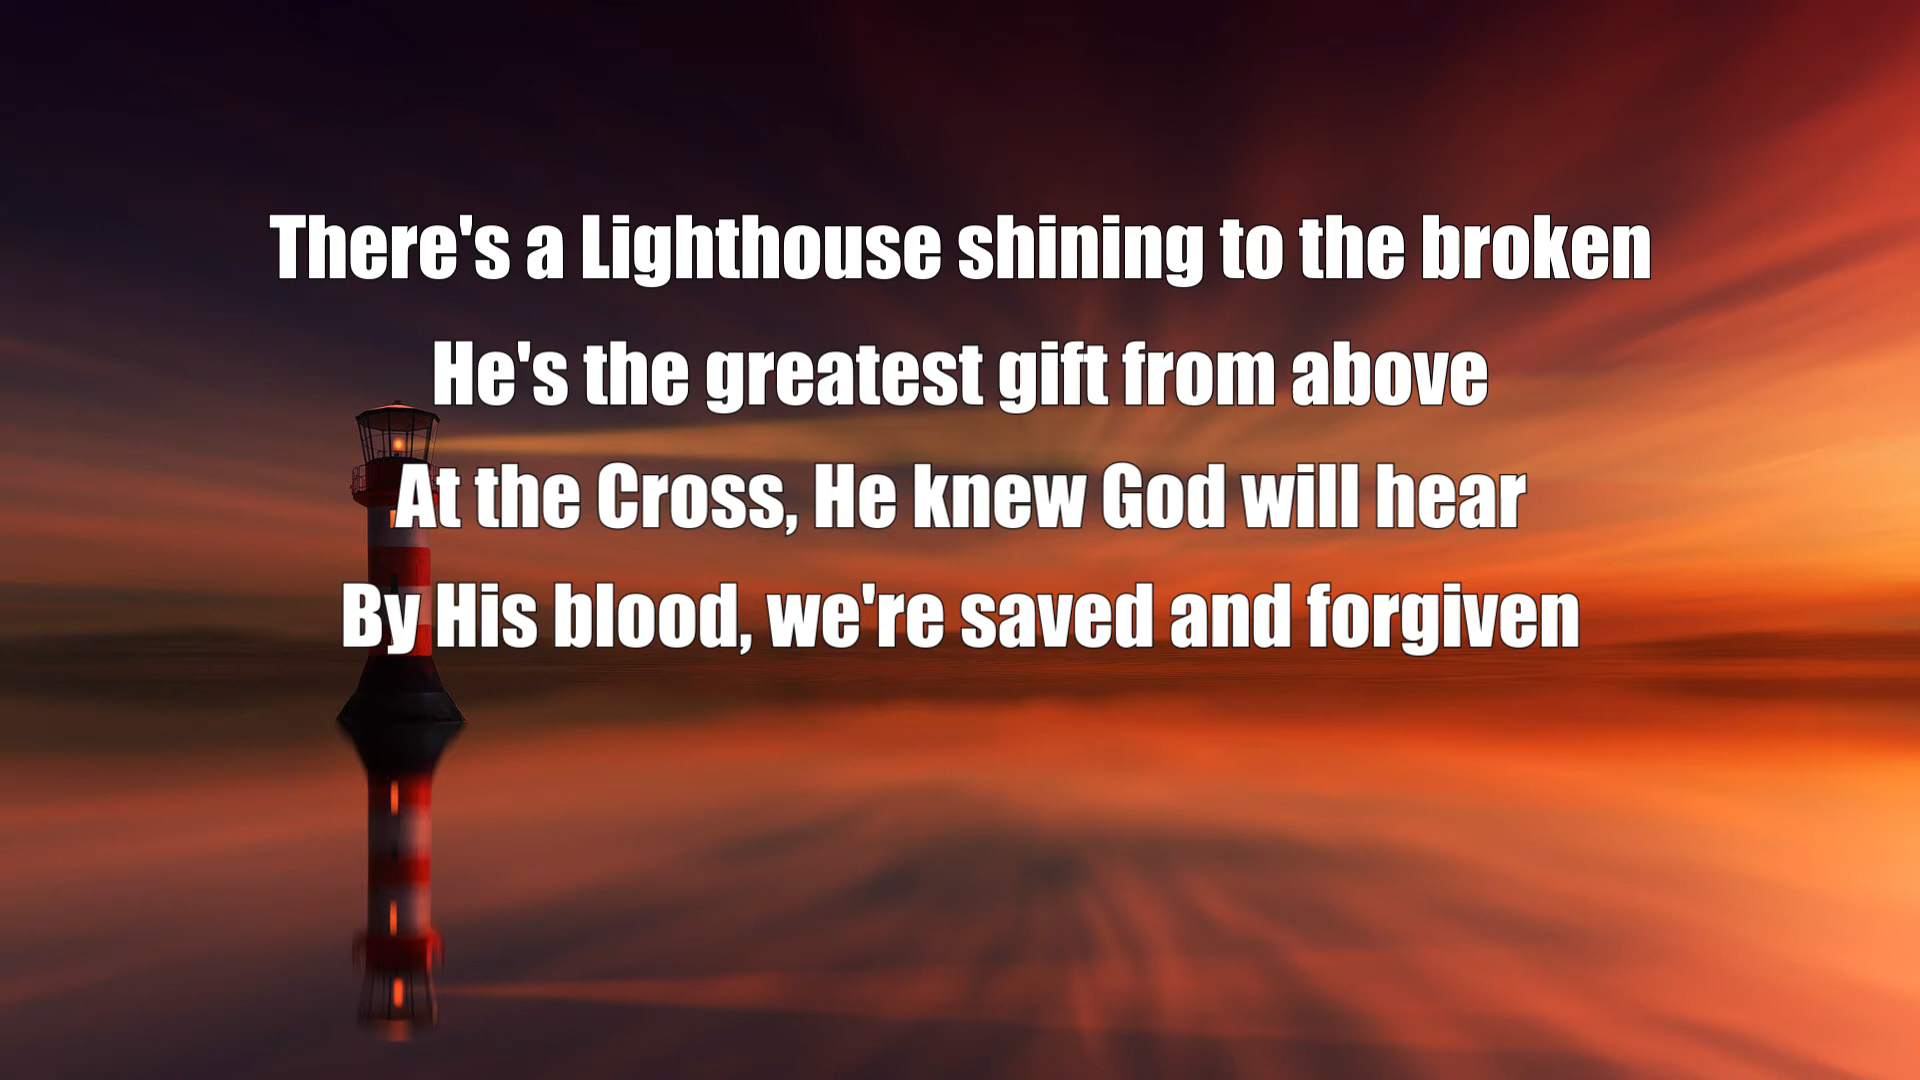 There's a Lighthouse shining to the broken
He's the greatest gift from above
At the Cross, He knew God will hear
By His blood, we're saved and forgiven